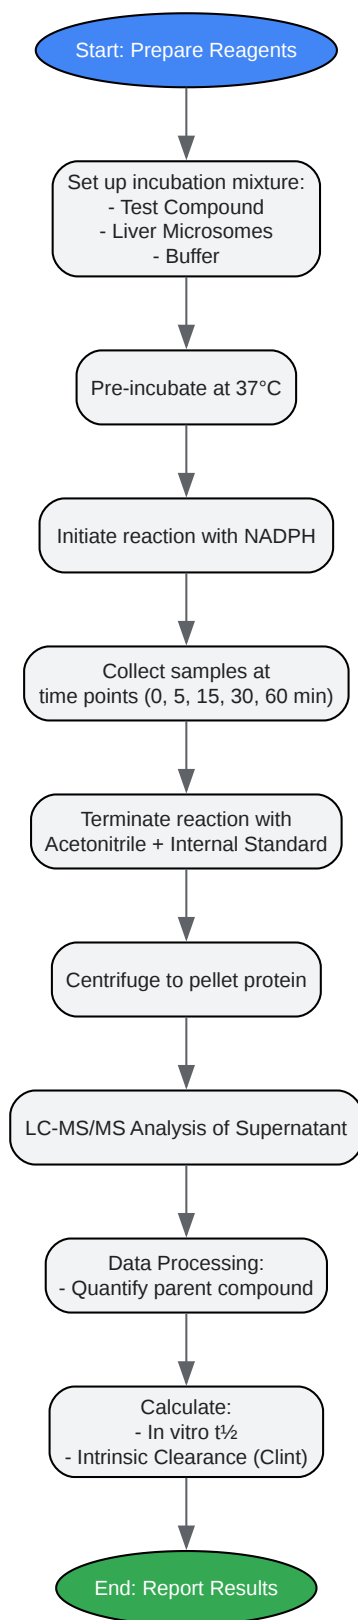 Start: Prepare Reagents
Set up incubation mixture:
- Test Compound
- Liver Microsomes
- Buffer
Pre-incubate at 37°C
Initiate reaction with NADPH
Collect samples at
time points (0, 5, 15, 30, 60 min)
Terminate reaction with
Acetonitrile + Internal Standard
Centrifuge to pellet protein
LC-MS/MS Analysis of Supernatant
Data Processing:
- Quantify parent compound
Calculate:
- In vitro t½
- Intrinsic Clearance (Clint)
End: Report Results